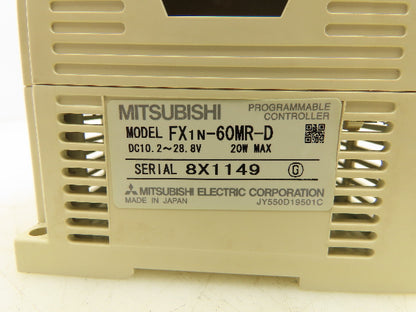 MITSUBISHI PROGRAMMABLE CONTROLLER
MODEL FX1N-60MR-D
DC10.2~28.8V 20W MAX
SERIAL 8X1149 G
MITSUBISHI ELECTRIC CORPORATION
MADE IN JAPAN JY550D19501C